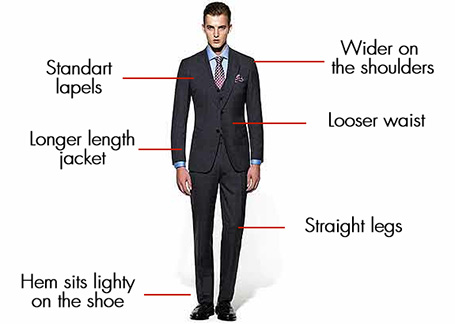 Standart
lapels
Wider on
the shoulders
Looser waist
Longer length
jacket
Straight legs
Hem sits lighty
on the shoe